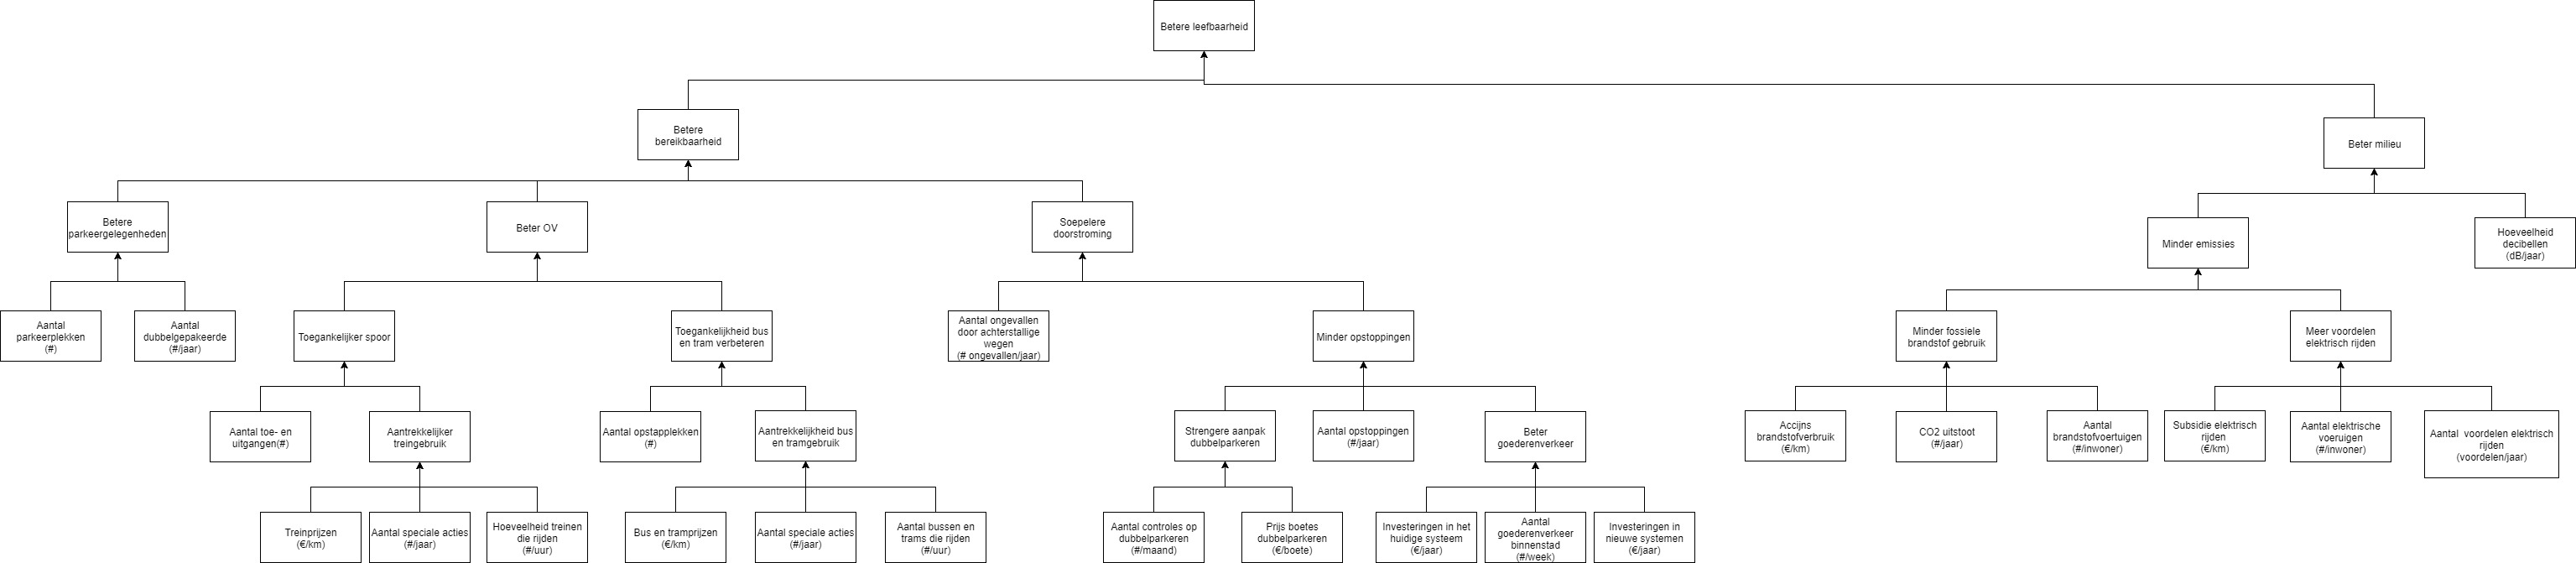 Betere leefbaarheid
Betere
bereikbaarheid
Beter milieu
Betere
parkeergelegenheden
Beter OV
Soepelere
doorstroming
Minder emissies
Hoeveelheid
decibellen
(dB/jaar)
Aantal
parkeerplekken
(#)
Aantal
dubbelgepakeerde
(#/jaar)
Toegankelijker spoor
Toegankelijkheid bus
en tram verbeteren
Aantal ongevallen
door achterstallige
wegen
(# ongevallen/jaar)
Minder opstoppingen
Minder fossiele
brandstof gebruik
Meer voordelen
elektrisch rijden
Aantal toe- en
uitgangen(#)
Aantrekkelijker
treingebruik
Aantal opstapplekken
(#)
Aantrekkelijkheid bus
en tramgebruik
Strengere aanpak
dubbelparkeren
Aantal opstoppingen
(#/jaar)
Beter
goederenverkeer
Accijns
brandstofverbruik
(€/km)
CO2 uitstoot
(#/jaar)
Aantal
brandstofvoertuigen
(#/inwoner)
Subsidie elektrisch
rijden
(€/km)
Aantal elektrische
voeruigen
(#/inwoner)
Aantal voordelen elektrisch
rijden
(voordelen/jaar)
Treinprijzen
(€/km)
Aantal speciale acties
(#/jaar)
Hoeveelheid treinen
die rijden
(#/uur)
Bus en tramprijzen
(€/km)
Aantal speciale acties
(#/jaar)
Aantal bussen en
trams die rijden
(#/uur)
Aantal controles op
dubbelparkeren
(#/maand)
Prijs boetes
dubbelparkeren
(€/boete)
Investeringen in het
huidige systeem
(€/jaar)
Aantal
goederenverkeer
binnenstad
(#/week)
Investeringen in
nieuwe systemen
(€/jaar)